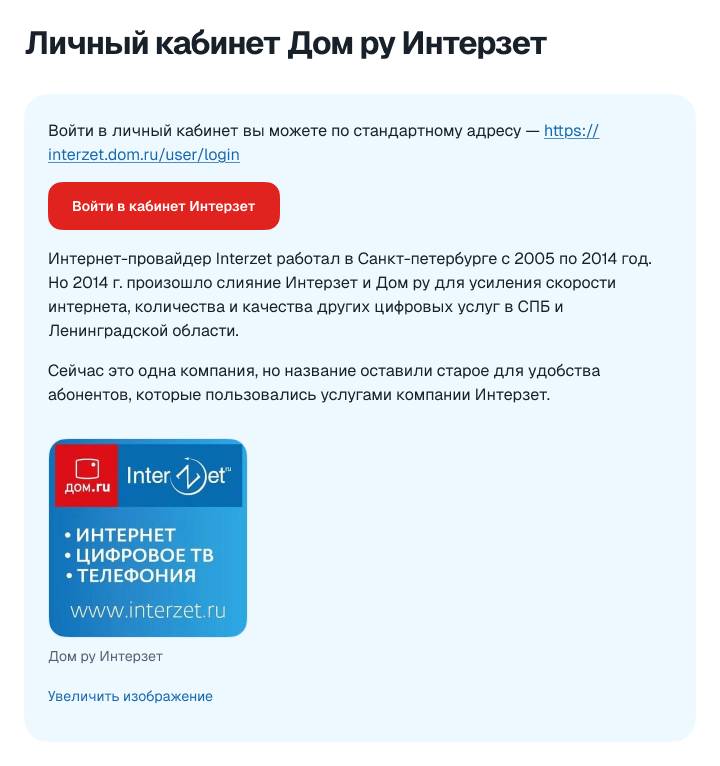 Личный кабинет Дом ру Интерзет
Войти в личный кабинет вы можете по стандартному адресу — https://
interzet.dom.ru/user/login
Войти в кабинет Интерзет
Интернет-провайдер Interzet работал в Санкт-петербурге с 2005 по 2014 год.
Но 2014 г. произошло слияние Интерзет и Дом ру для усиления скорости
интернета, количества и качества других цифровых услуг в СПБ и
Ленинградской области.
Сейчас это одна компания, но название оставили старое для удобства
абонентов, которые пользовались услугами компании Интерзет.
дом.ru InterZet.ru
• ИНТЕРНЕТ
• ЦИФРОВОЕ ТВ
• ТЕЛЕФОНИЯ
www.interzet.ru
Дом ру Интерзет
Увеличить изображение